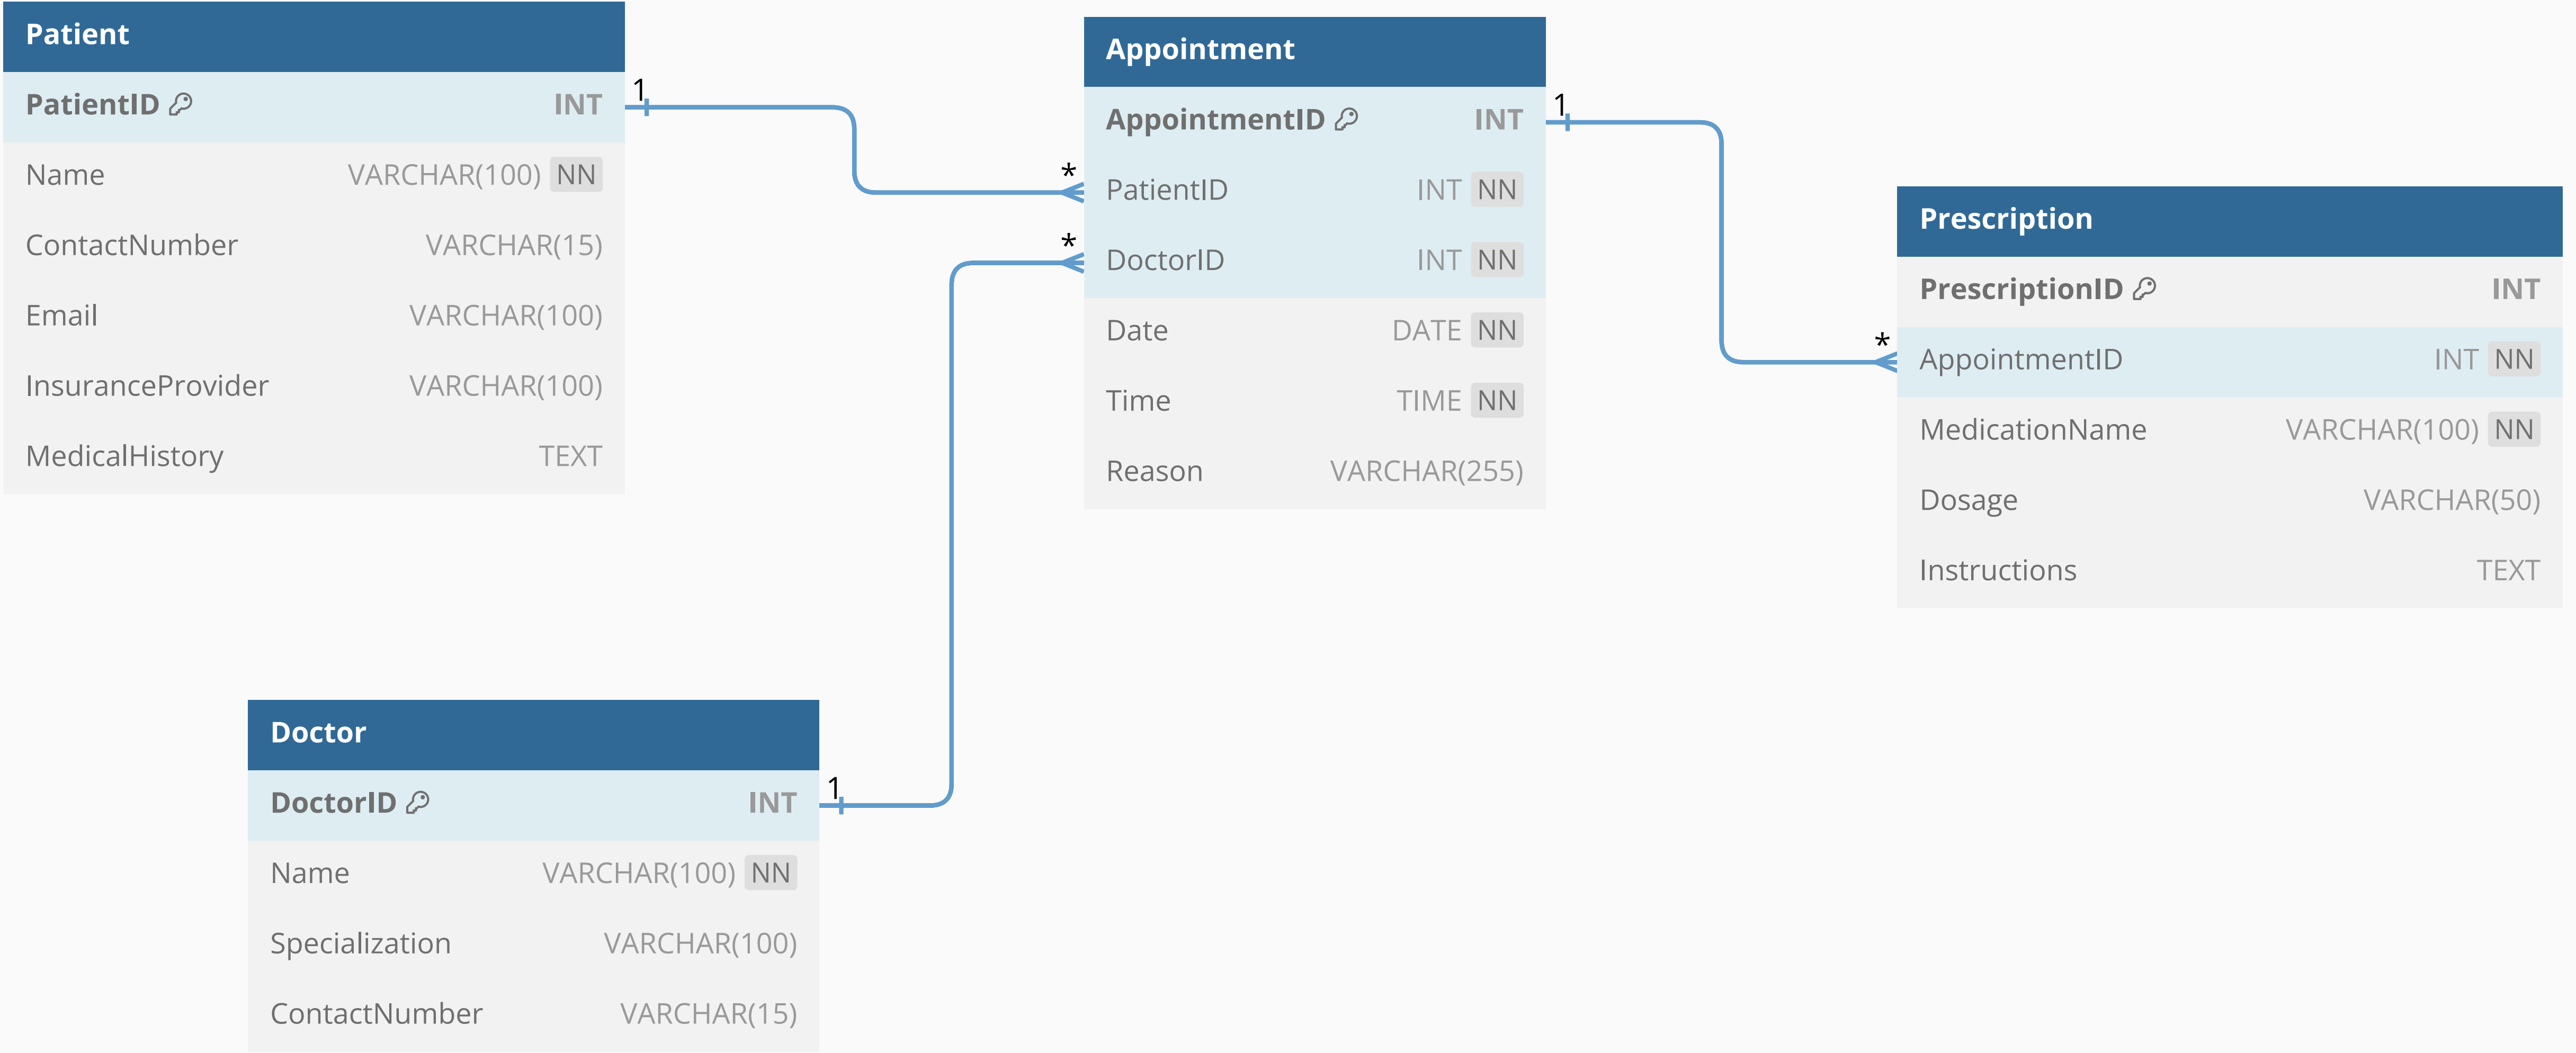 Patient
PatientID INT
Name VARCHAR(100) NN
ContactNumber VARCHAR(15)
Email VARCHAR(100)
InsuranceProvider VARCHAR(100)
MedicalHistory TEXT
1
*
*
Appointment
AppointmentID INT
PatientID INT NN
DoctorID INT NN
Date DATE NN
Time TIME NN
Reason VARCHAR(255)
1
*
Prescription
PrescriptionID INT
AppointmentID INT NN
MedicationName VARCHAR(100) NN
Dosage VARCHAR(50)
Instructions TEXT
Doctor
DoctorID INT
Name VARCHAR(100) NN
Specialization VARCHAR(100)
ContactNumber VARCHAR(15)
1